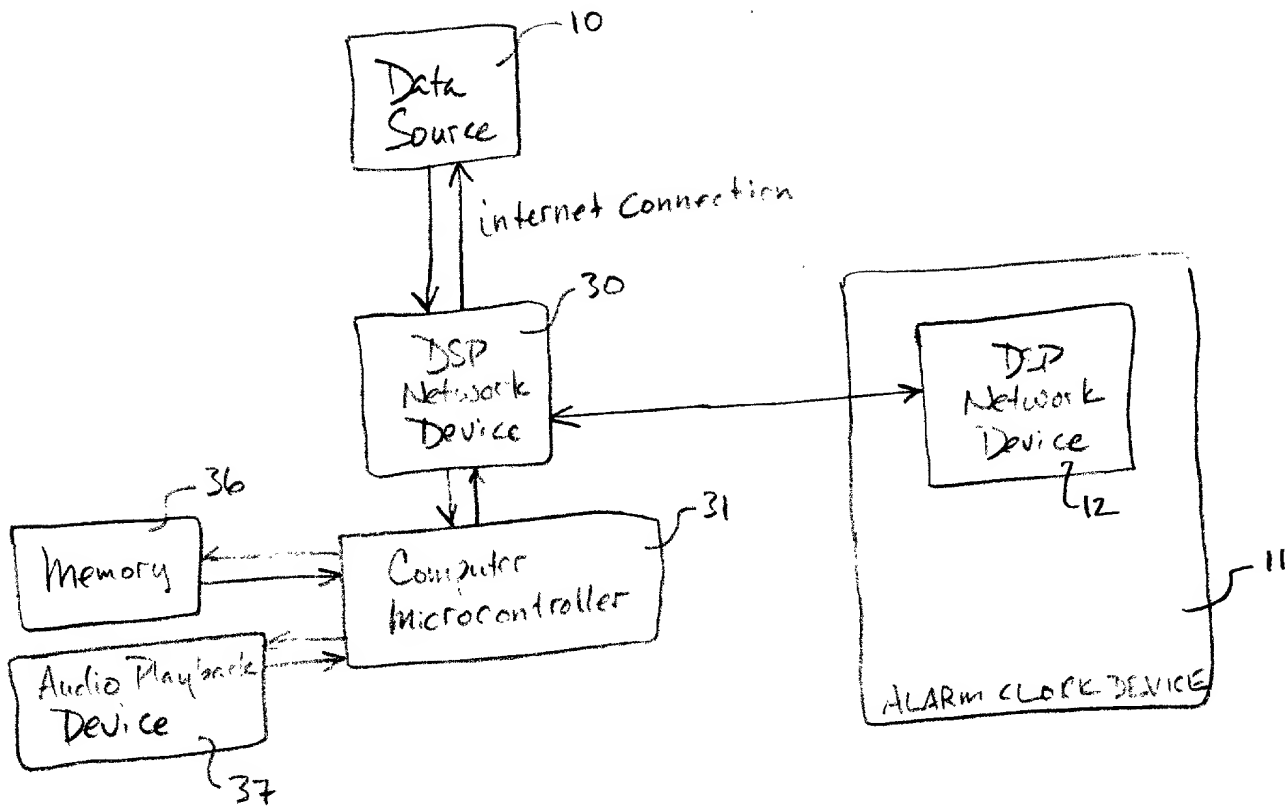 10
Data
Source
internet connection
30
DSP
Network
Device
DSP
Network
Device
12
36
Memory
31
Computer
Microcontroller
11
Audio Playback
Device
37
ALARM CLOCK DEVICE